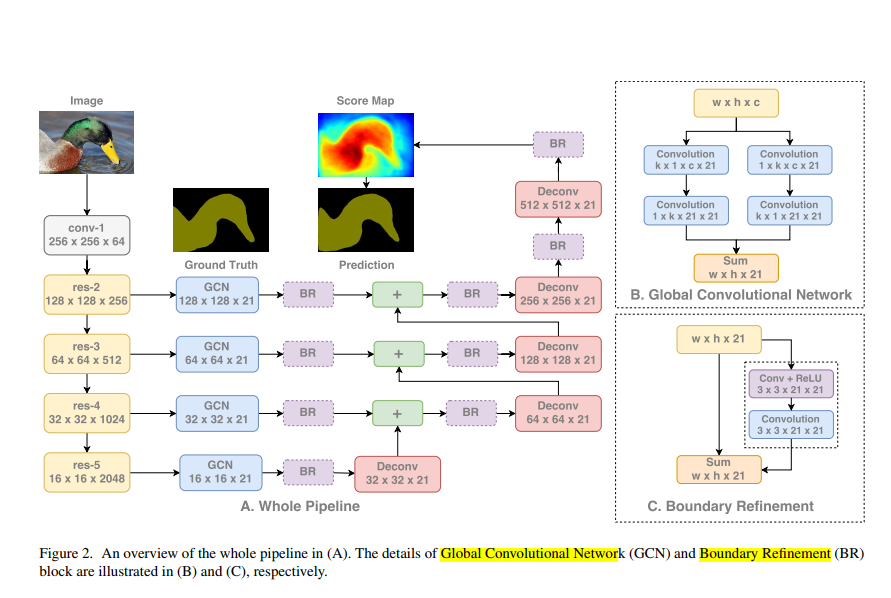 Image
Score Map
BR
conv-1
256 x 256 x 64
Deconv
512 x 512 x 21
BR
Ground Truth
Prediction
res-2
128 x 128 x 256
GCN
128 x 128 x 21
BR
+
BR
Deconv
256 x 256 x 21
res-3
64 x 64 x 512
GCN
64 x 64 x 21
BR
+
BR
Deconv
128 x 128 x 21
res-4
32 x 32 x 1024
GCN
32 x 32 x 21
BR
+
BR
Deconv
64 x 64 x 21
res-5
16 x 16 x 2048
GCN
16 x 16 x 21
BR
Deconv
32 x 32 x 21
A. Whole Pipeline
w x h x c
Convolution
k x 1 x c x 21
Convolution
1 x k x c x 21
Convolution
1 x k x 21 x 21
Convolution
k x 1 x 21 x 21
Sum
w x h x 21
B. Global Convolutional Network
w x h x 21
Conv + ReLU
3 x 3 x 21 x 21
Convolution
3 x 3 x 21 x 21
Sum
w x h x 21
C. Boundary Refinement
Figure 2. An overview of the whole pipeline in (A). The details of Global Convolutional Network (GCN) and Boundary Refinement (BR)
block are illustrated in (B) and (C), respectively.